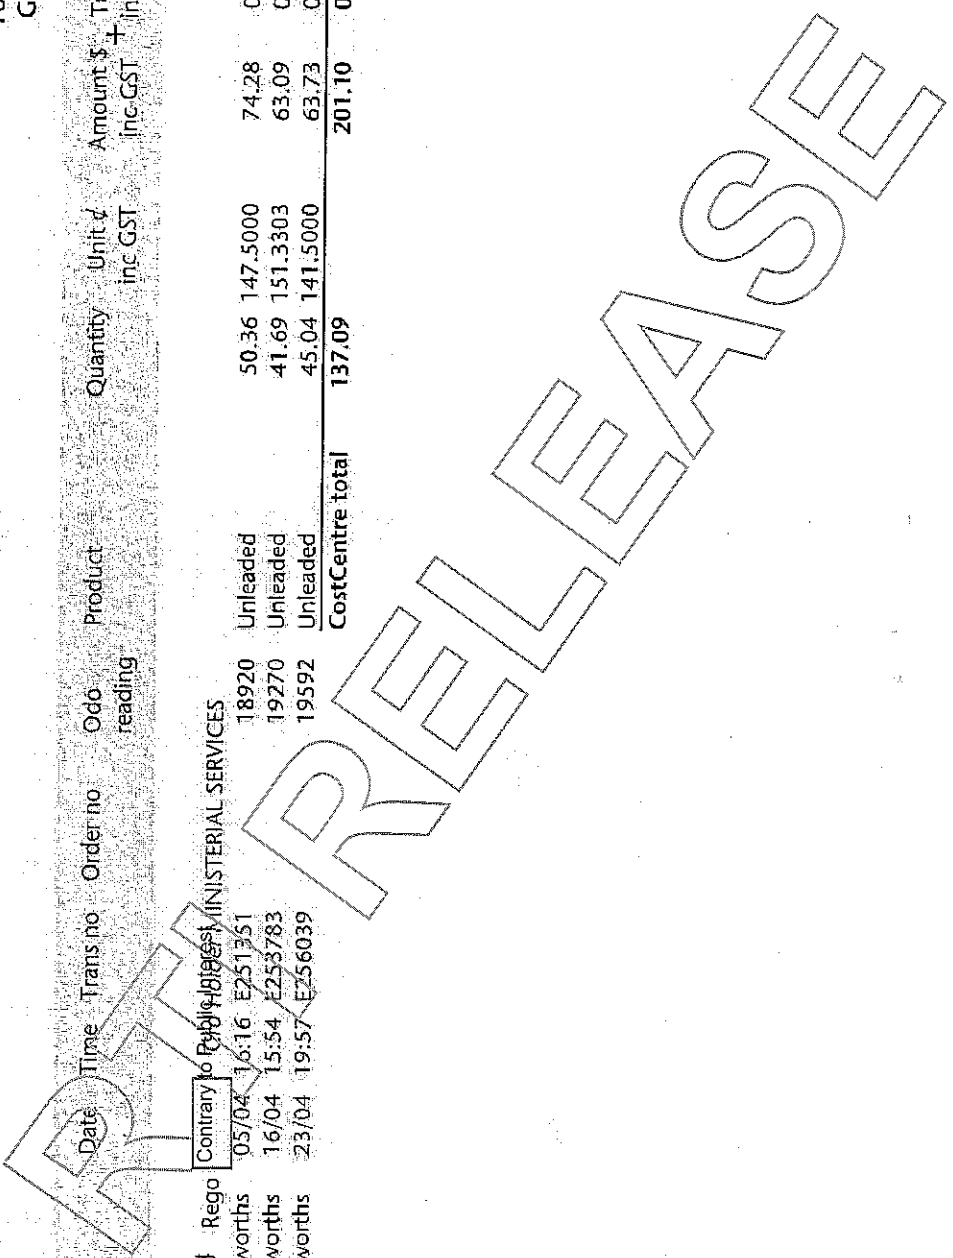 Date Time Trans no Order no Odo Product Quantity Unit ¢ Amount $
reading inc GST inc GST +
Rego Contrary to Public Interest Crd Holder MINISTERIAL SERVICES
worths 05/04 16:16 E251351 18920 Unleaded 50.36 147.5000 74.28
worths 16/04 15:54 E253783 19270 Unleaded 41.69 151.3303 63.09
worths 23/04 19:57 E256039 19592 Unleaded 45.04 141.5000 63.73
CostCentre total 137.09 201.10
RTI RELEASE